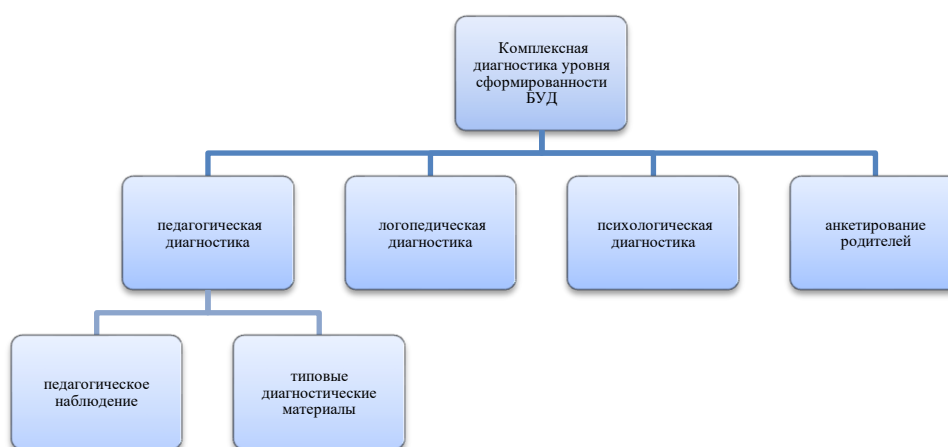 Комплексная
диагностика уровня
сформированности
БУД
педагогическая
диагностика
логопедическая
диагностика
психологическая
диагностика
анкетирование
родителей
педагогическое
наблюдение
типовые
диагностические
материалы